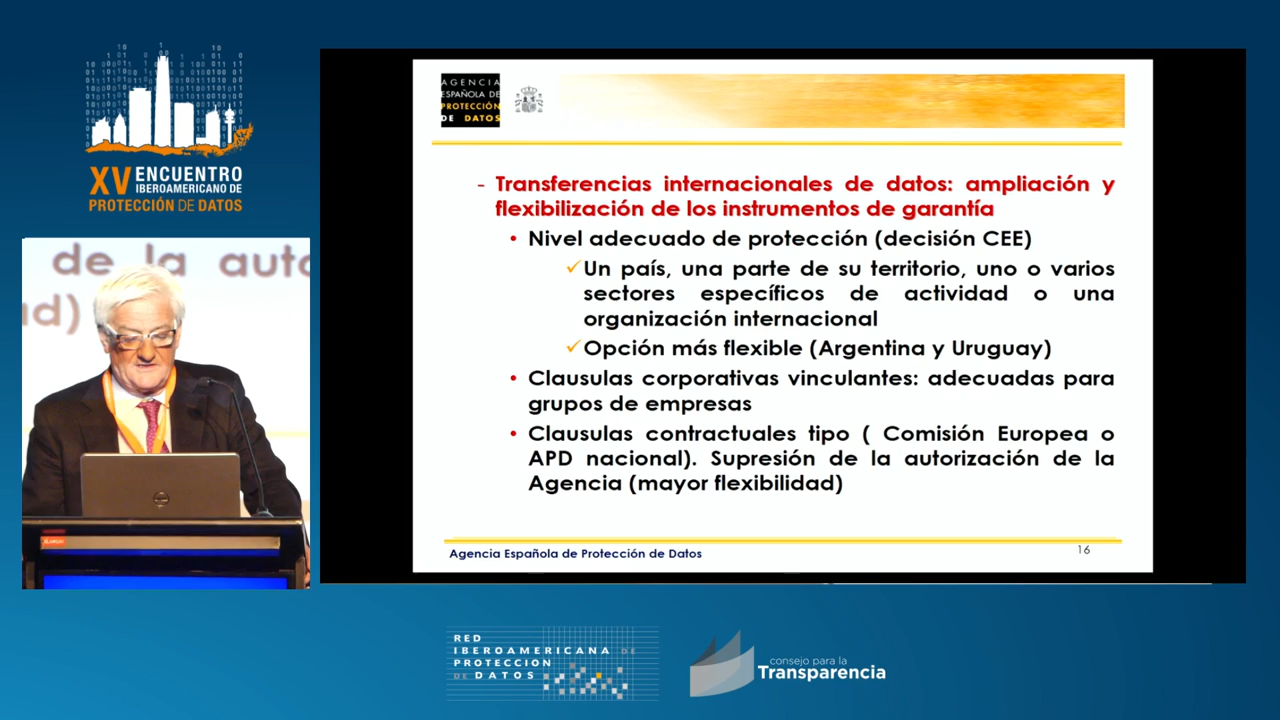 XV ENCUENTRO
IBEROAMERICANO DE
PROTECCIÓN DE DATOS
de la auto
ad)
AGENCIA
ESPAÑOLA DE
PROTECCIÓN
DE DATOS
- Transferencias internacionales de datos: ampliación y
flexibilización de los instrumentos de garantía
• Nivel adecuado de protección (decisión CEE)
✓Un país, una parte de su territorio, uno o varios
sectores específicos de actividad o una
organización internacional
✓Opción más flexible (Argentina y Uruguay)
• Clausulas corporativas vinculantes: adecuadas para
grupos de empresas
• Clausulas contractuales tipo ( Comisión Europea o
APD nacional). Supresión de la autorización de la
Agencia (mayor flexibilidad)
Agencia Española de Protección de Datos
16
RED
IBEROAMERICANA DE
PROTECCION
DE DATOS
consejo para la
Transparencia